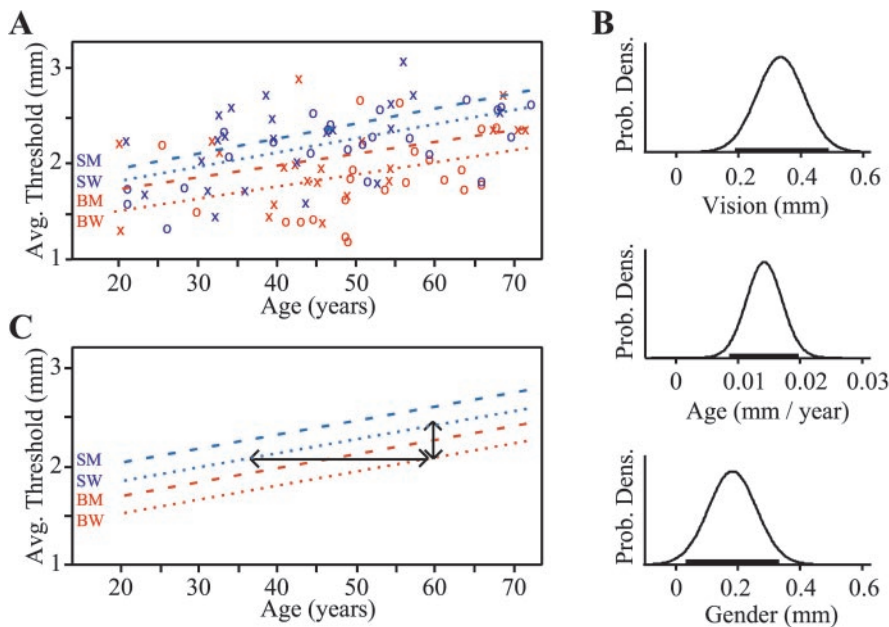 A
Avg. Threshold (mm)
3
2
1
SM
SW
BM
BW
20 30 40 50 60 70
Age (years)
B
Prob. Dens.
0 0.2 0.4 0.6
Vision (mm)
Prob. Dens.
0 0.01 0.02 0.03
Age (mm / year)
Prob. Dens.
0 0.2 0.4 0.6
Gender (mm)
C
Avg. Threshold (mm)
3
2
1
SM
SW
BM
BW
20 30 40 50 60 70
Age (years)